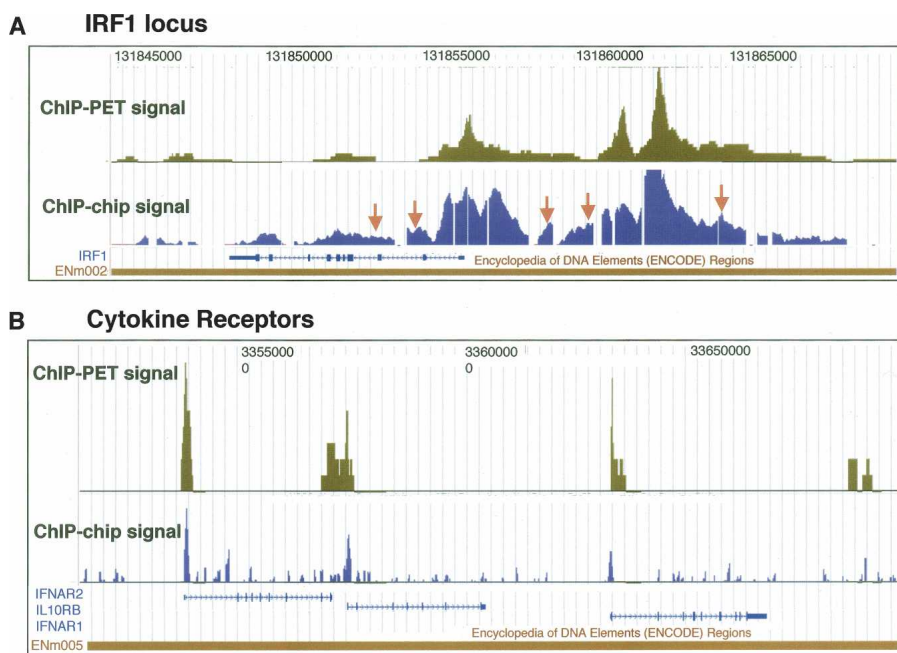 A IRF1 locus
131845000 131850000 131855000 131860000 131865000
ChIP-PET signal
ChIP-chip signal
IRF1
Encyclopedia of DNA Elements (ENCODE) Regions
ENm002
B Cytokine Receptors
3355000 3360000 33650000
0 0
ChIP-PET signal
ChIP-chip signal
IFNAR2
IL10RB
IFNAR1
Encyclopedia of DNA Elements (ENCODE) Regions
ENm005